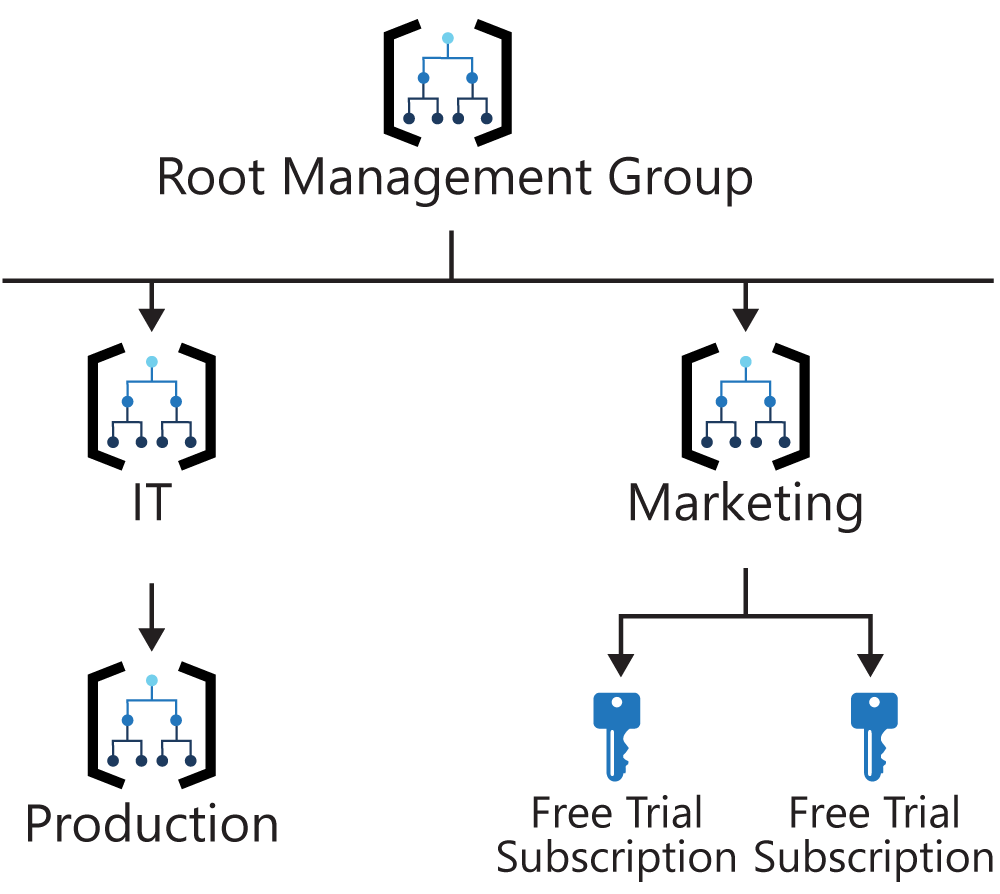 Root Management Group
IT
Marketing
Production
Free Trial
Subscription
Free Trial
Subscription